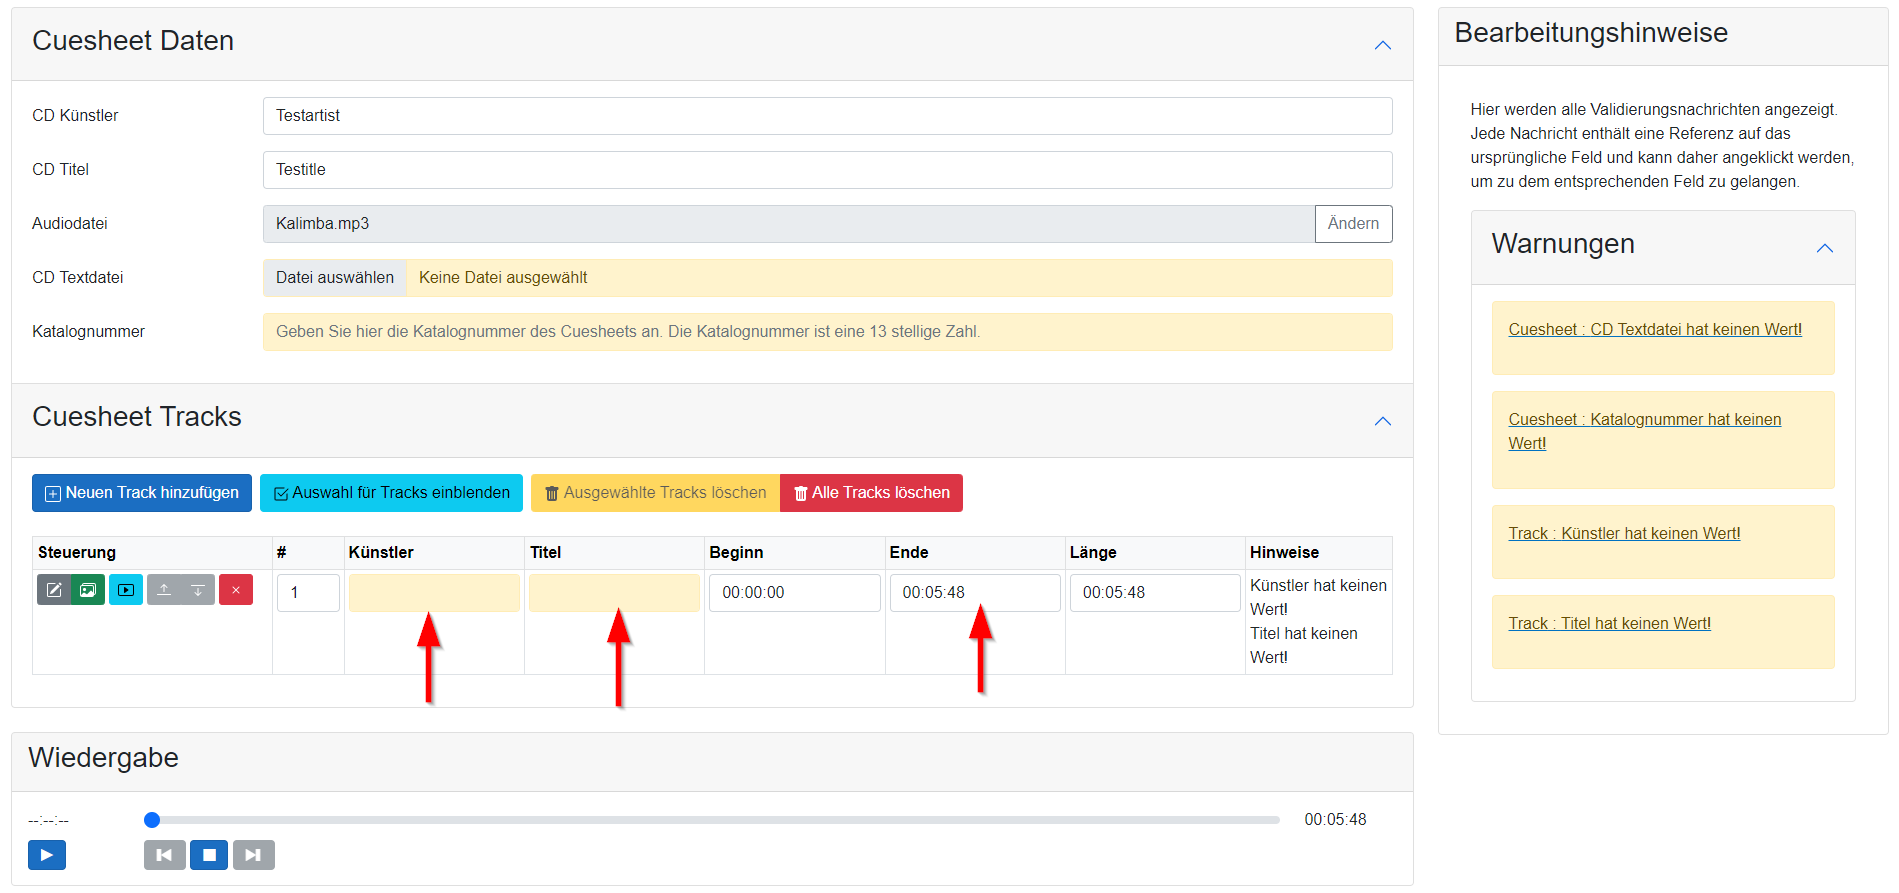 Cuesheet Daten
CD Künstler
Testartist
CD Titel
Testitle
Audiodatei
Kalimba.mp3
Ändern
CD Textdatei
Datei auswählen
Keine Datei ausgewählt
Katalognummer
Geben Sie hier die Katalognummer des Cuesheets an. Die Katalognummer ist eine 13 stellige Zahl.
Cuesheet Tracks
Neuen Track hinzufügen
Auswahl für Tracks einblenden
Ausgewählte Tracks löschen
Alle Tracks löschen
Steuerung
#
Künstler
Titel
Beginn
Ende
Länge
Hinweise
1
00:00:00
00:05:48
00:05:48
Künstler hat keinen
Wert!
Titel hat keinen
Wert!
Wiedergabe
--:--:--
00:05:48
Bearbeitungshinweise
Hier werden alle Validierungsnachrichten angezeigt.
Jede Nachricht enthält eine Referenz auf das
ursprüngliche Feld und kann daher angeklickt werden,
um zu dem entsprechenden Feld zu gelangen.
Warnungen
Cuesheet : CD Textdatei hat keinen Wert!
Cuesheet : Katalognummer hat keinen
Wert!
Track : Künstler hat keinen Wert!
Track : Titel hat keinen Wert!